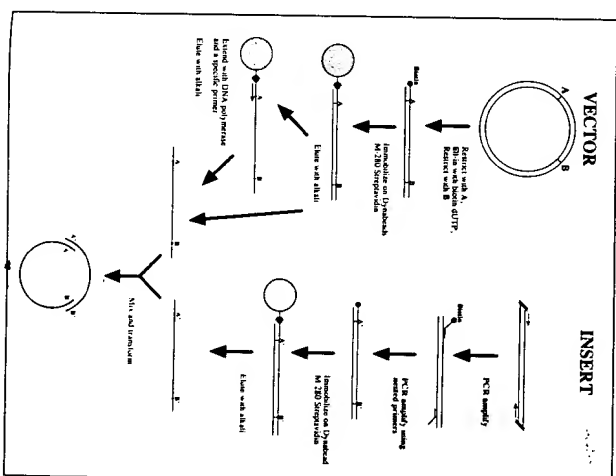 VECTOR
A
B
Restrict with A,
fill-in with biotin dUTP,
Restrict with B
Biotin
A
B
Immobilize on Dynabeads
M-280 Streptavidin
A
B
Elute with alkali
A
B
Extend with DNA polymerase
and a specific primer
Elute with alkali
A
B
INSERT
PCR amplify
Biotin
PCR amplify using
nested primers
A'
B'
Immobilize on Dynabead
M-280 Streptavidin
A'
B'
Elute with alkali
A'
B'
Mix and transform
A'
A
B
B'